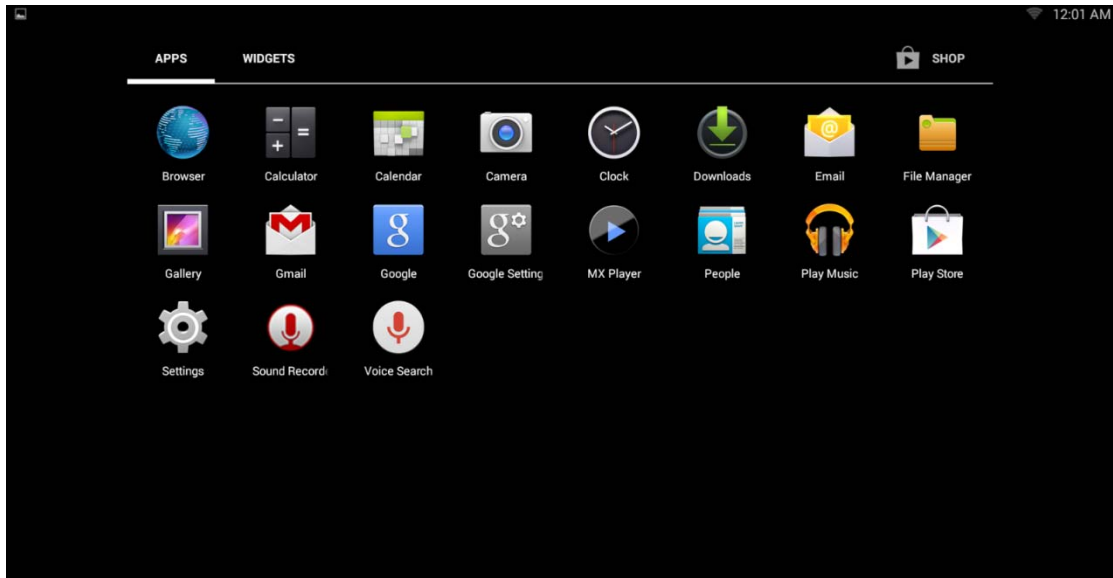 12:01 AM
APPS WIDGETS SHOP
Browser Calculator Calendar Camera Clock Downloads Email File Manager
Gallery Gmail Google Google Setting MX Player People Play Music Play Store
Settings Sound Record Voice Search